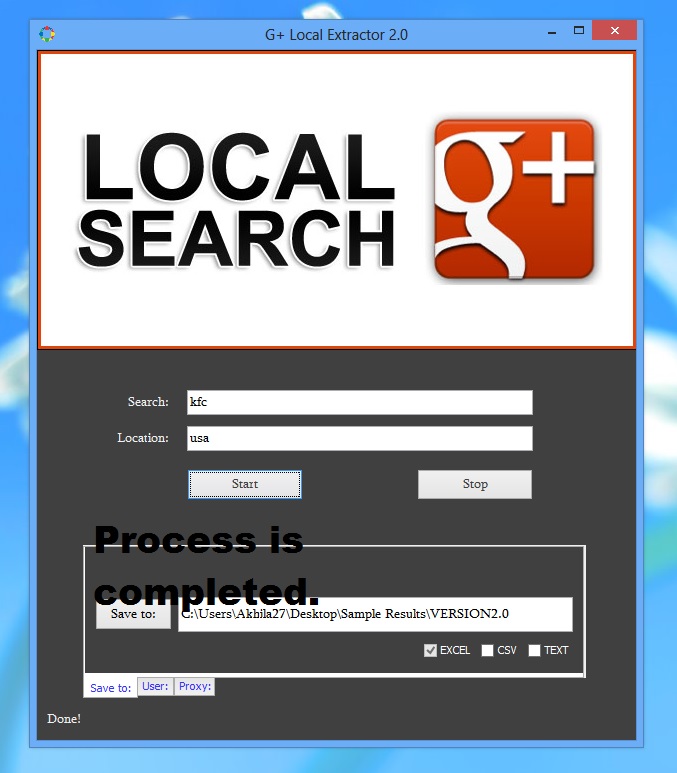 G+ Local Extractor 2.0
LOCAL
SEARCH
g+
Search: kfc
Location: usa
Start Stop
Process is
completed.
Save to: C:\Users\Akhila27\Desktop\Sample Results\VERSION2.0
EXCEL CSV TEXT
Save to: User: Proxy:
Done!